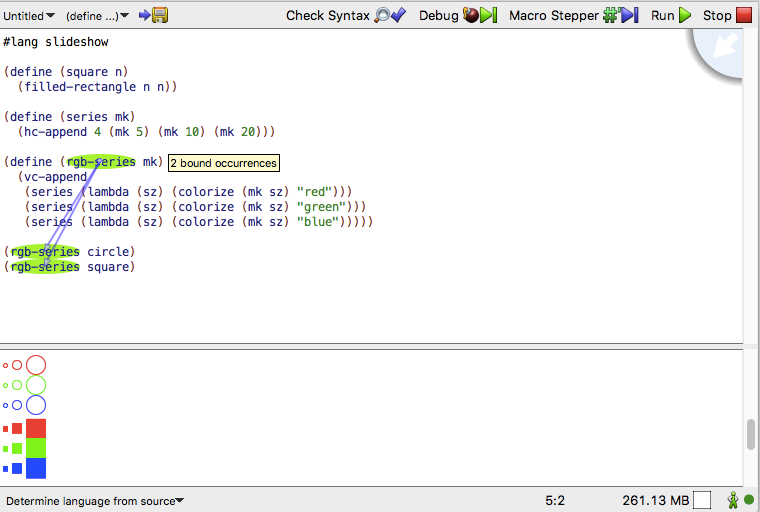 Untitled (define ...) Check Syntax Debug Macro Stepper Run Stop
#lang slideshow
(define (square n)
  (filled-rectangle n n))
(define (series mk)
  (hc-append 4 (mk 5) (mk 10) (mk 20)))
(define (rgb-series mk) 2 bound occurrences
  (vc-append
   (series (lambda (sz) (colorize (mk sz) "red")))
   (series (lambda (sz) (colorize (mk sz) "green")))
   (series (lambda (sz) (colorize (mk sz) "blue")))))
(rgb-series circle)
(rgb-series square)
Determine language from source 5:2 261.13 MB